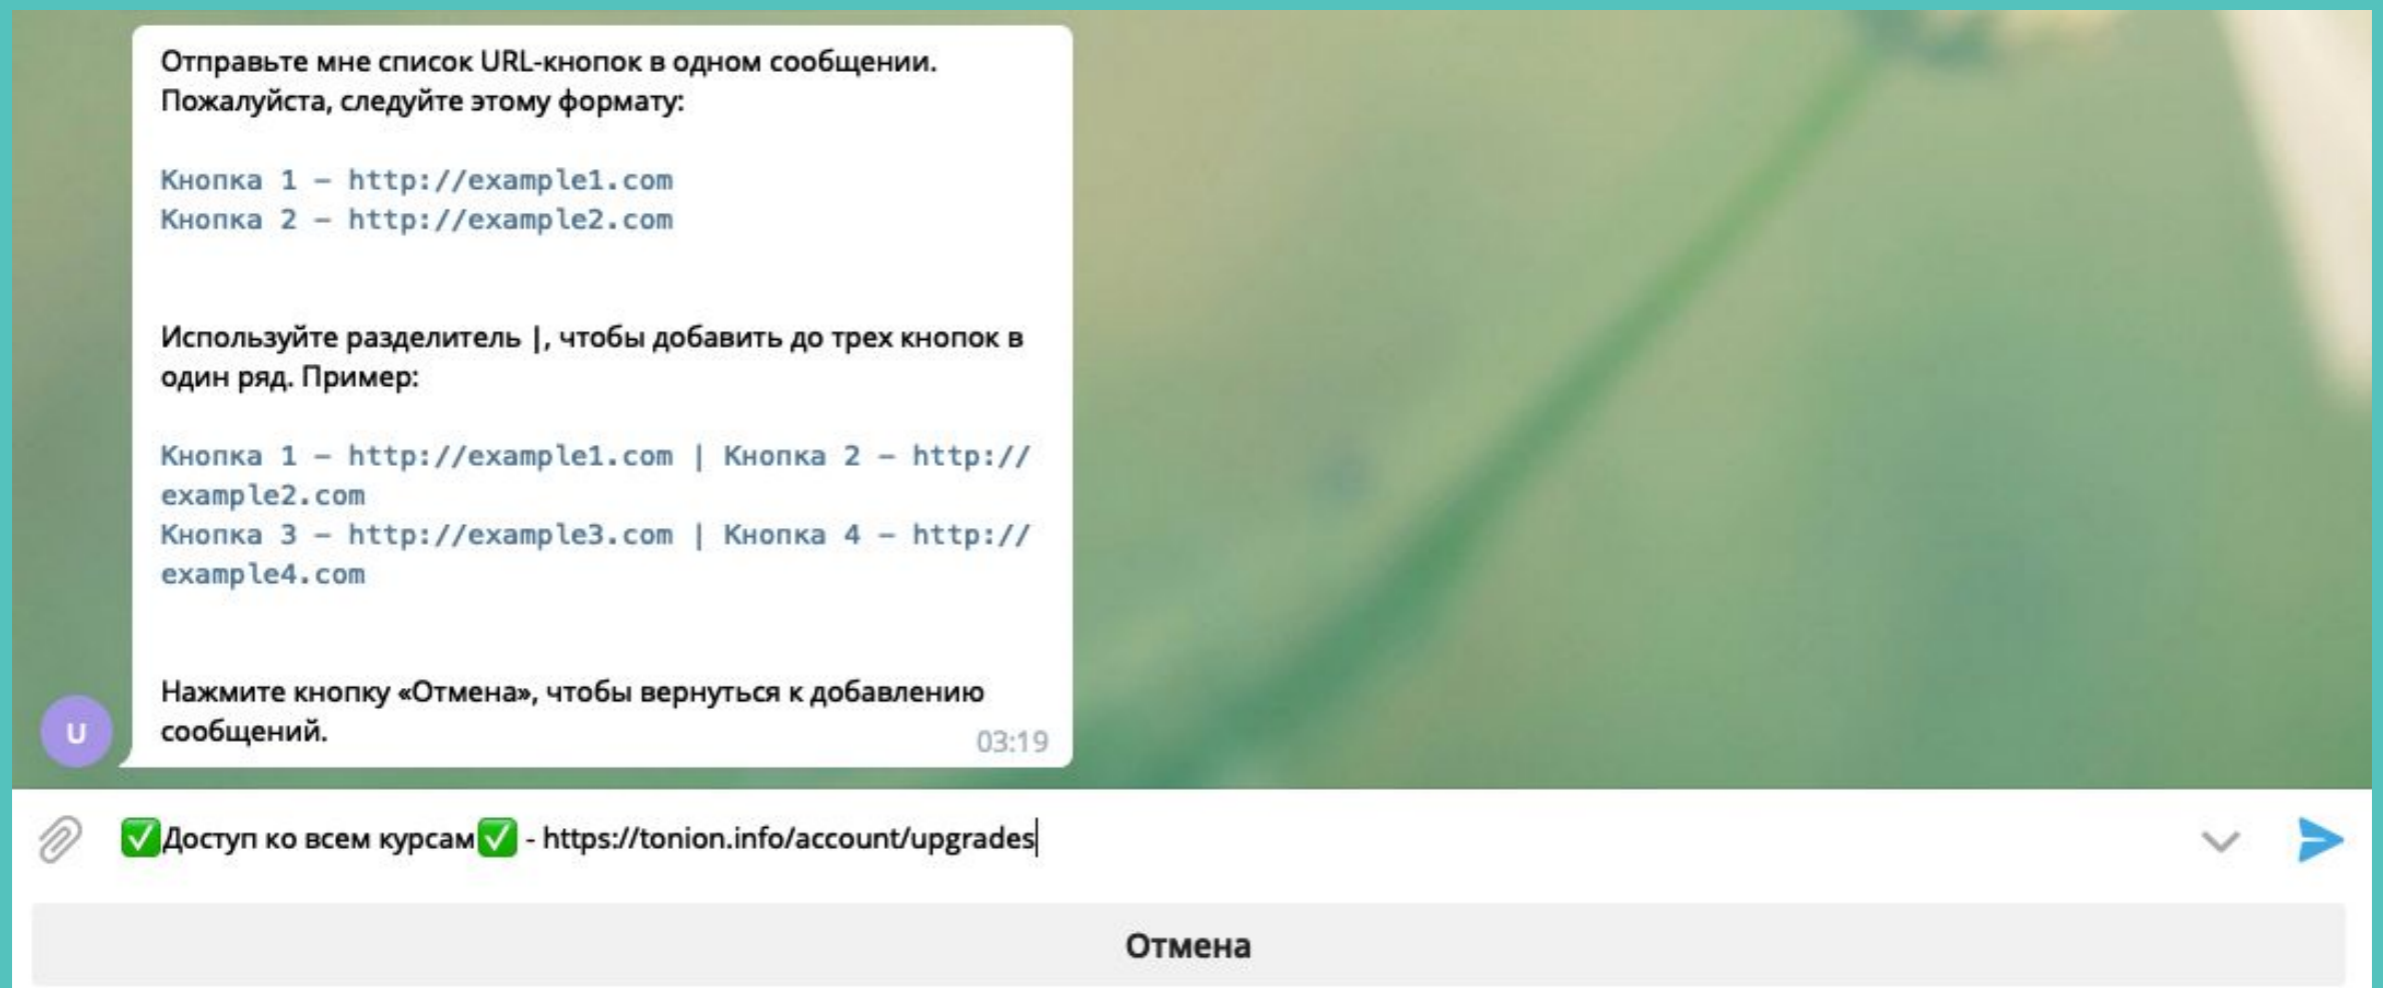 Отправьте мне список URL-кнопок в одном сообщении.
Пожалуйста, следуйте этому формату:
Кнопка 1 – http://example1.com
Кнопка 2 – http://example2.com
Используйте разделитель |, чтобы добавить до трех кнопок в
один ряд. Пример:
Кнопка 1 – http://example1.com | Кнопка 2 – http://
example2.com
Кнопка 3 – http://example3.com | Кнопка 4 – http://
example4.com
Нажмите кнопку «Отмена», чтобы вернуться к добавлению
сообщений.
03:19
U
✅Доступ ко всем курсам✅ - https://tonion.info/account/upgrades
Отмена